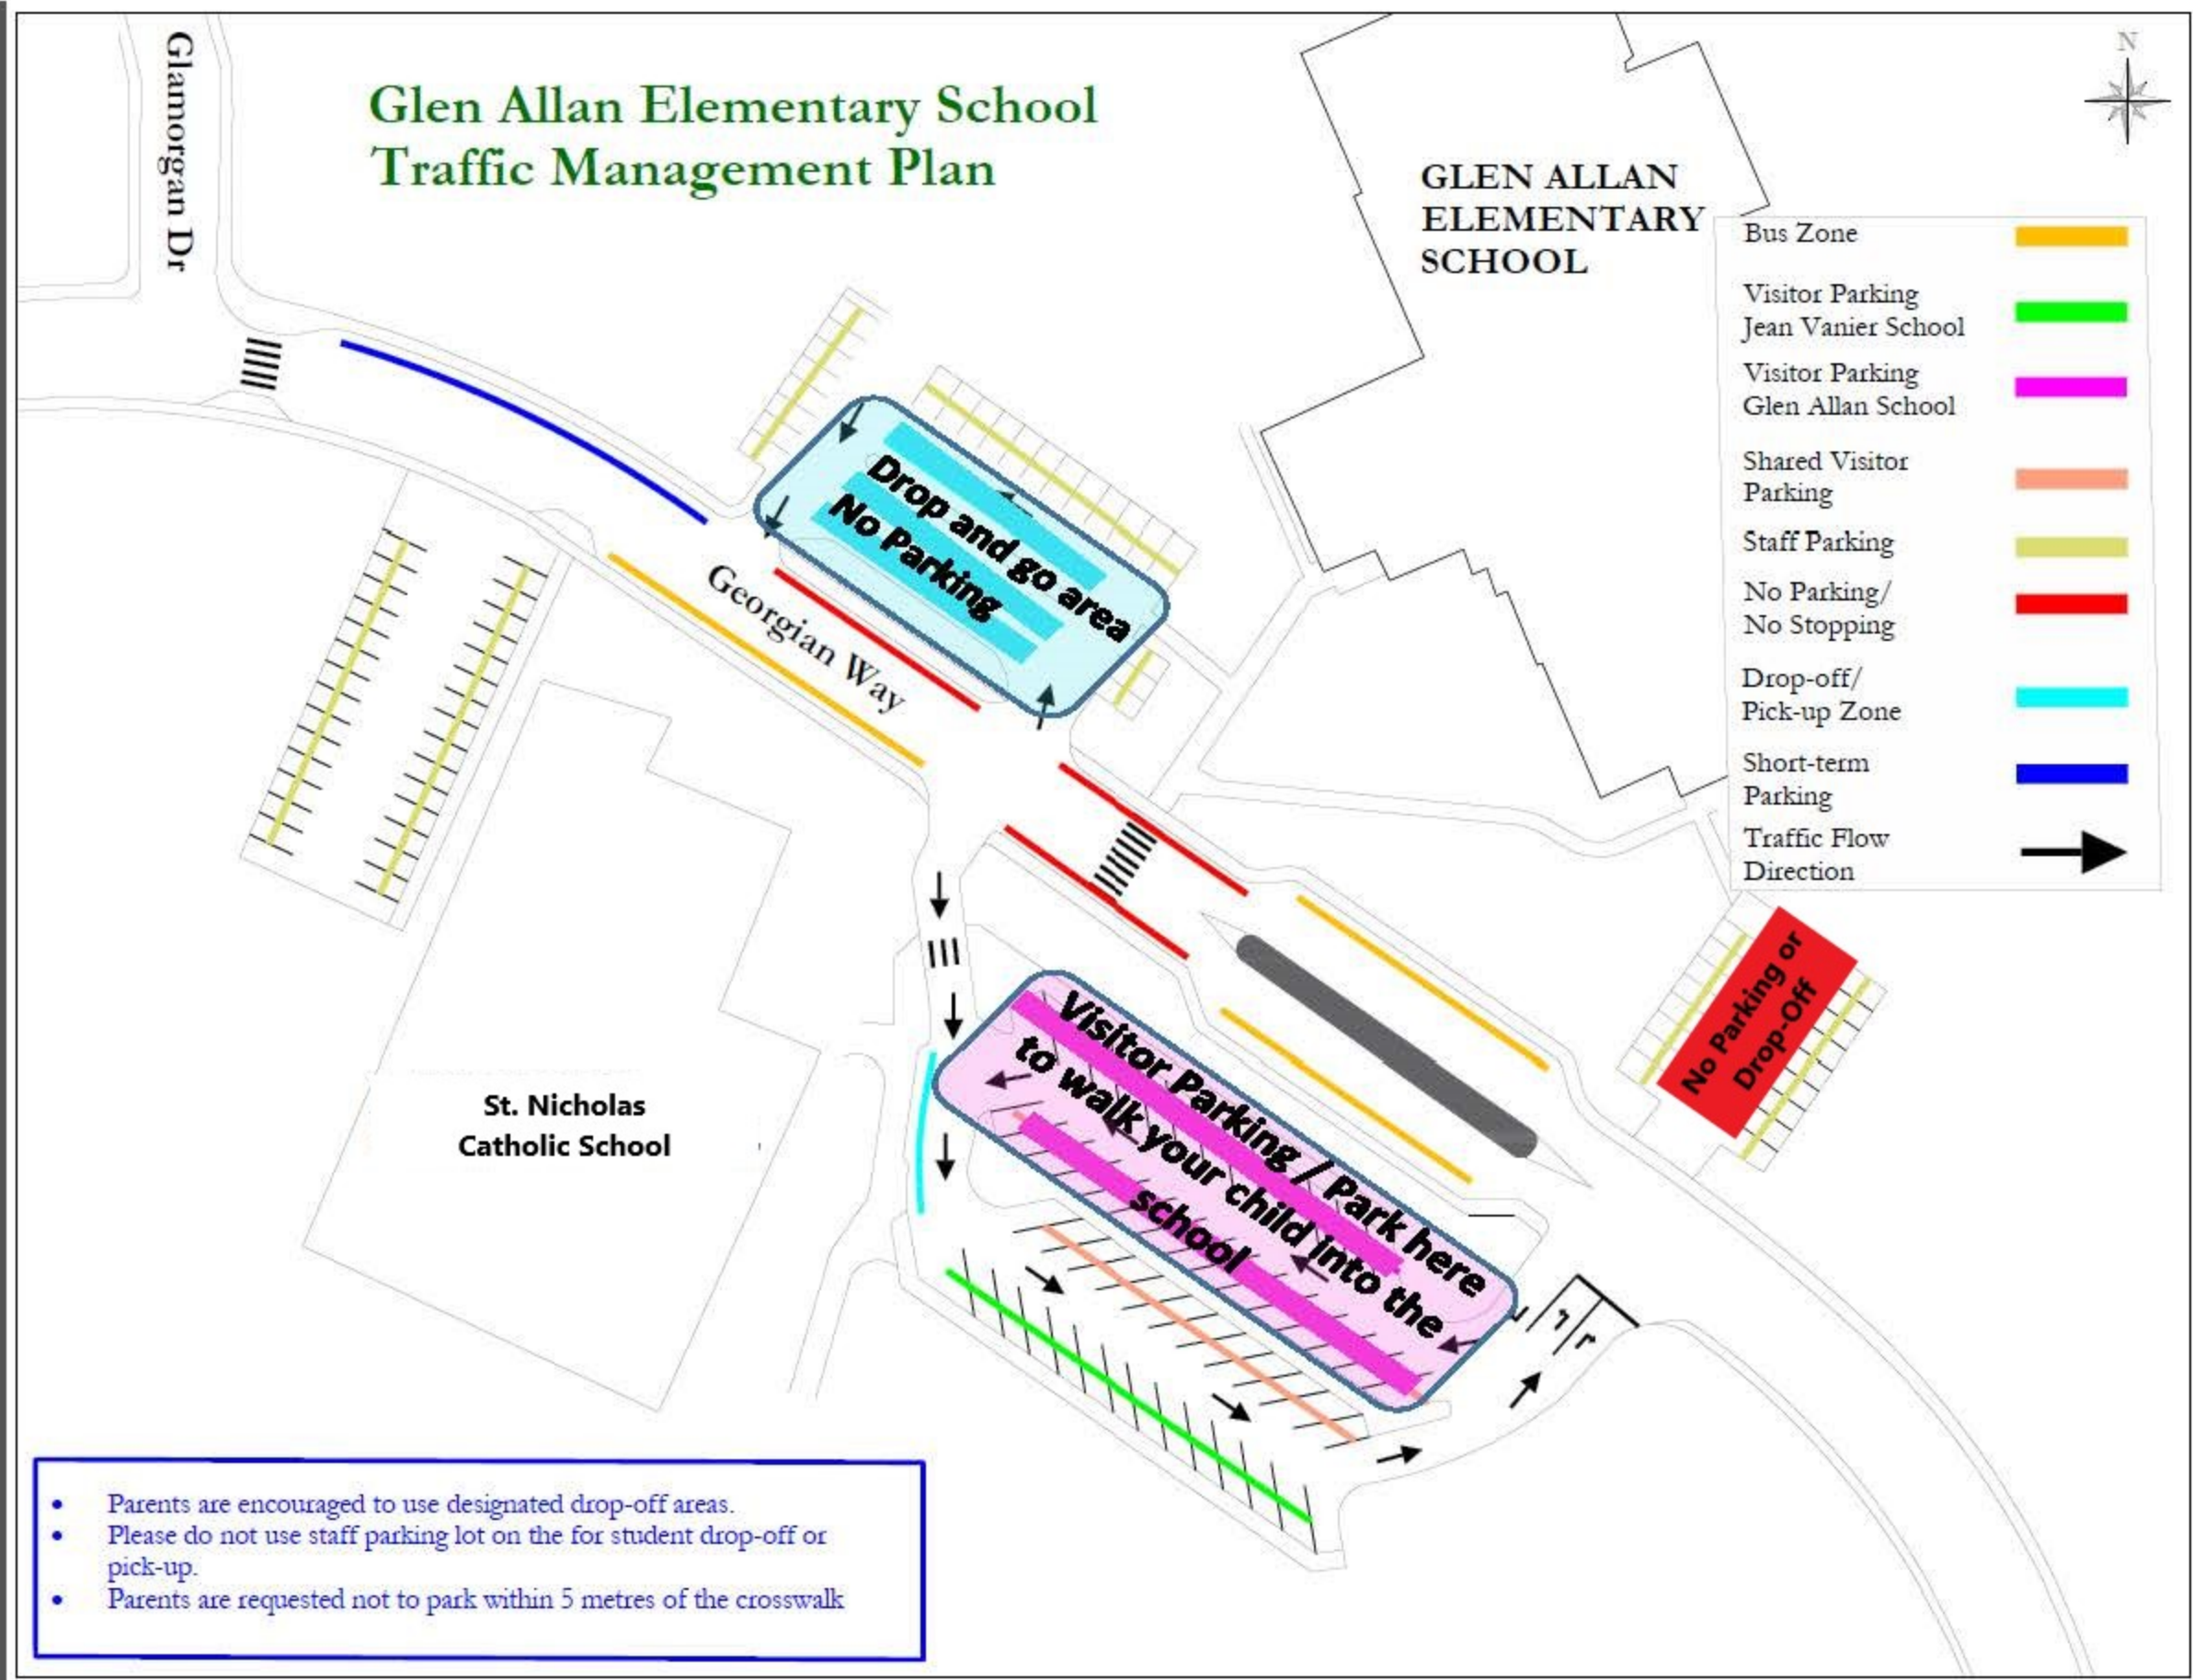 Glamorgan Dr
Glen Allan Elementary School
Traffic Management Plan
N
GLEN ALLAN
ELEMENTARY
SCHOOL
Bus Zone
Visitor Parking
Jean Vanier School
Visitor Parking
Glen Allan School
Shared Visitor
Parking
Staff Parking
No Parking/
No Stopping
Drop-off/
Pick-up Zone
Short-term
Parking
Traffic Flow
Direction
Drop and go area
No Parking
Georgian Way
No Parking or
Drop-Off
Visitor Parking / Park here
to walk your child into the
school
St. Nicholas
Catholic School
• Parents are encouraged to use designated drop-off areas.
• Please do not use staff parking lot on the for student drop-off or
pick-up.
• Parents are requested not to park within 5 metres of the crosswalk